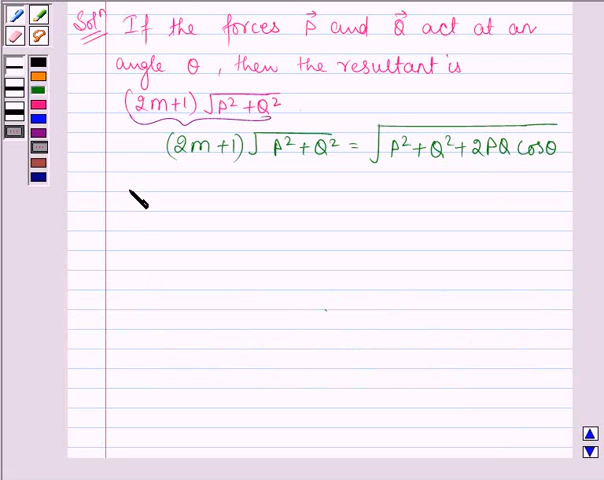 Solⁿ If the forces P⃗ and Q⃗ act at an
angle θ, then the resultant is
(2m+1) √(P²+Q²)
(2m+1)√(P²+Q²) = √(P²+Q²+2PQ cosθ)